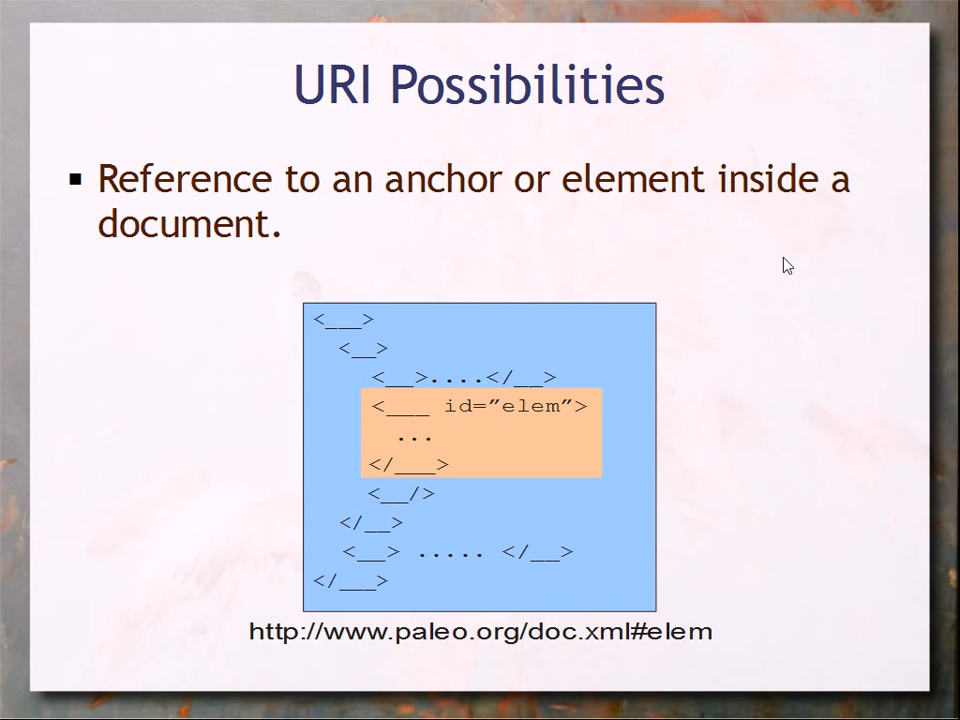 URI Possibilities
▪ Reference to an anchor or element inside a
document.
<___>
<__>
<__>....</__>
<___ id=”elem”>
...
</___>
<__/>
</__>
<__> ..... </__>
</___>
http://www.paleo.org/doc.xml#elem